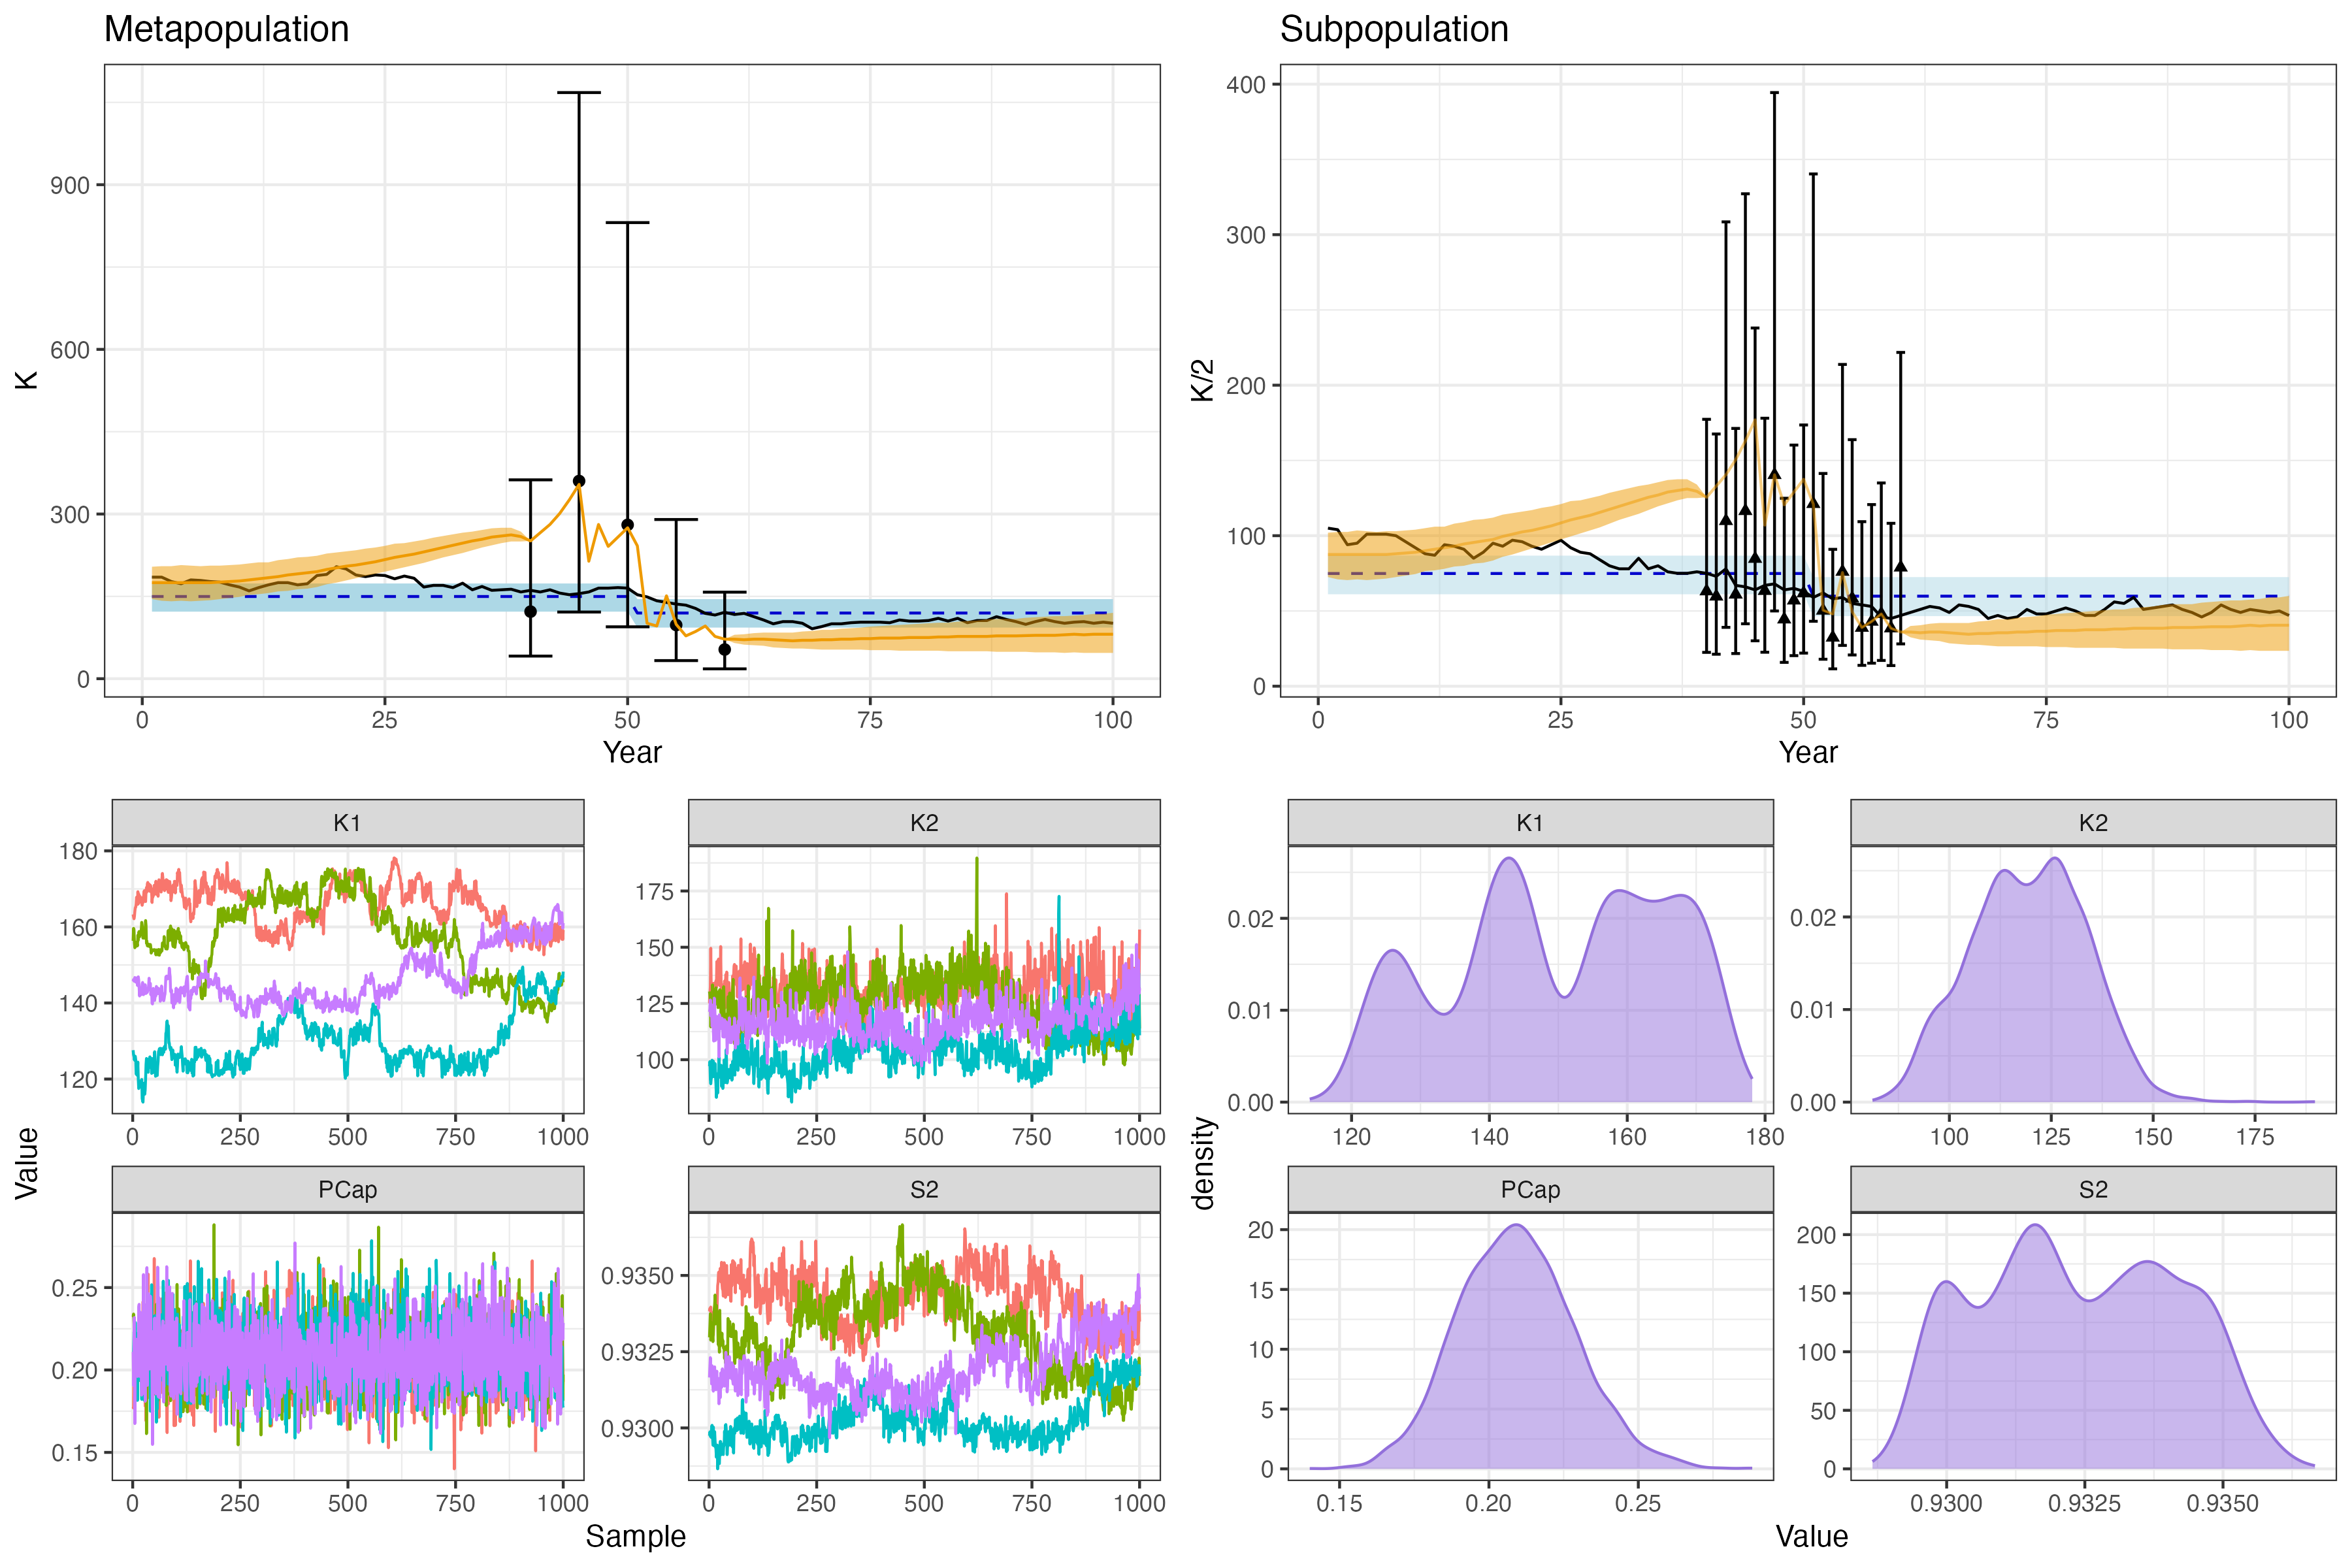 Metapopulation
Subpopulation
K
900
600
300
0
0 25 50 75 100
Year
K/2
400
300
200
100
0
0 25 50 75 100
Year
Value
K1
180
160
140
120
0 250 500 750 1000
K2
175
150
125
100
0 250 500 750 1000
PCap
0.25
0.20
0.15
0 250 500 750 1000
S2
0.9350
0.9325
0.9300
0 250 500 750 1000
Sample
density
K1
0.02
0.01
0.00
120 140 160 180
K2
0.02
0.01
0.00
100 125 150 175
PCap
20
15
10
5
0
0.15 0.20 0.25
S2
200
150
100
50
0
0.9300 0.9325 0.9350
Value